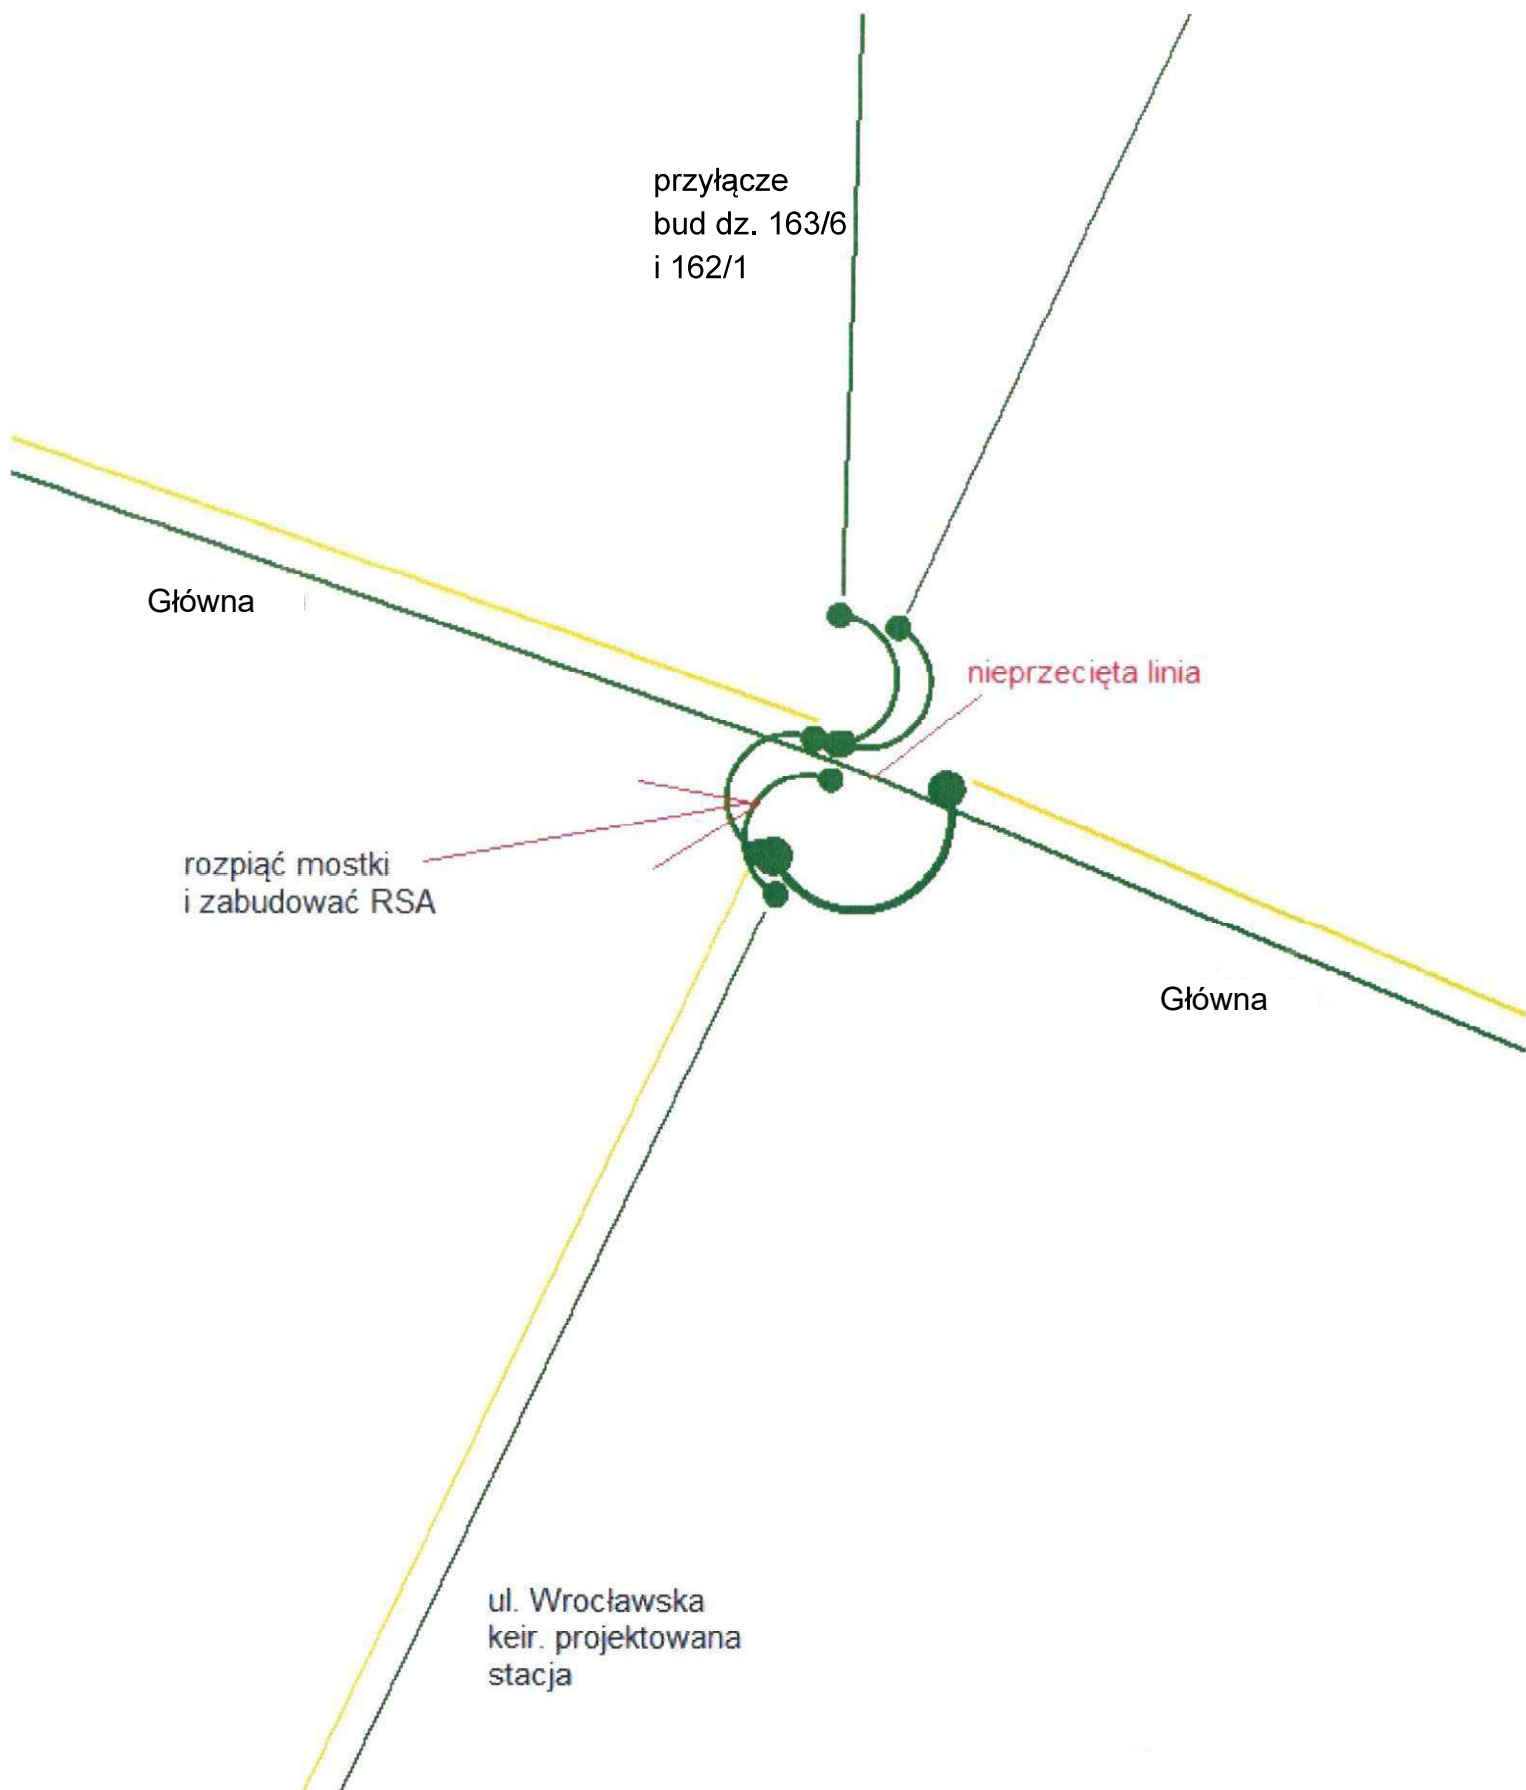 przyłącze
bud dz. 163/6
i 162/1
Główna
nieprzecięta linia
rozpiąć mostki
i zabudować RSA
Główna
ul. Wrocławska
keir. projektowana
stacja